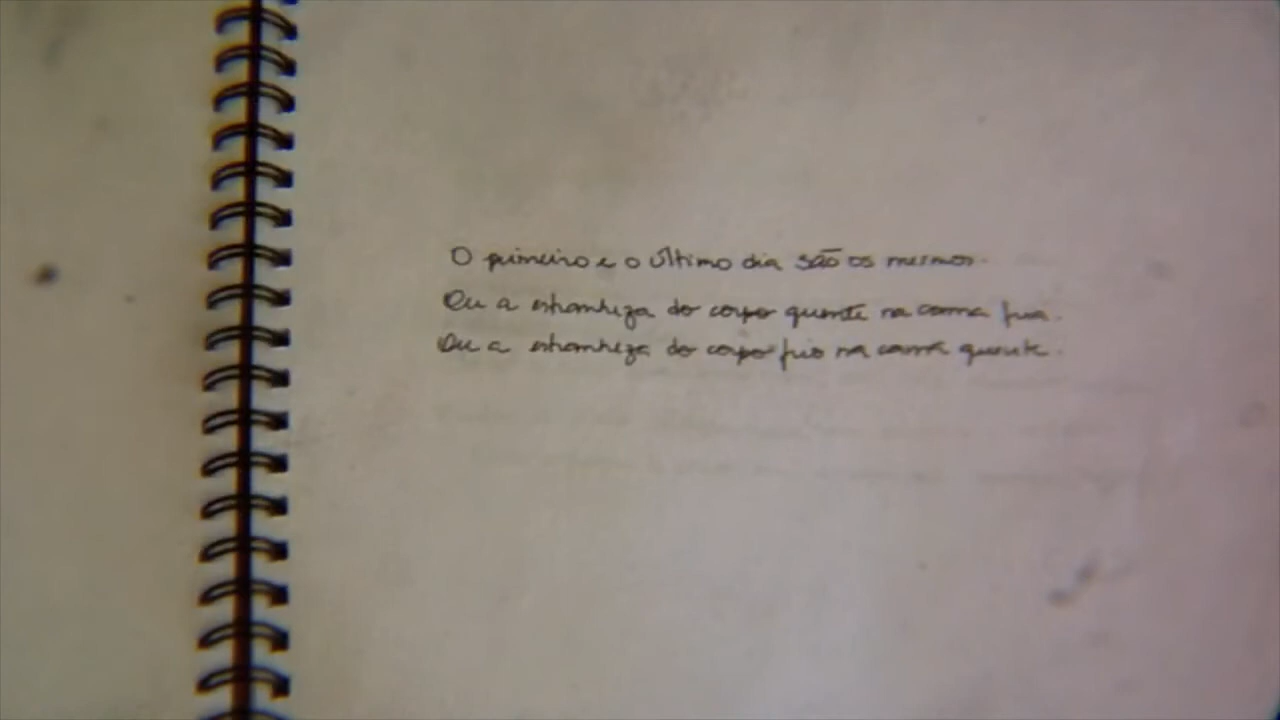 O primeiro e o último dia são os mesmos.
Ou a estranheza do corpo quente na cama fria.
Ou a estranheza do corpo frio na cama quente.